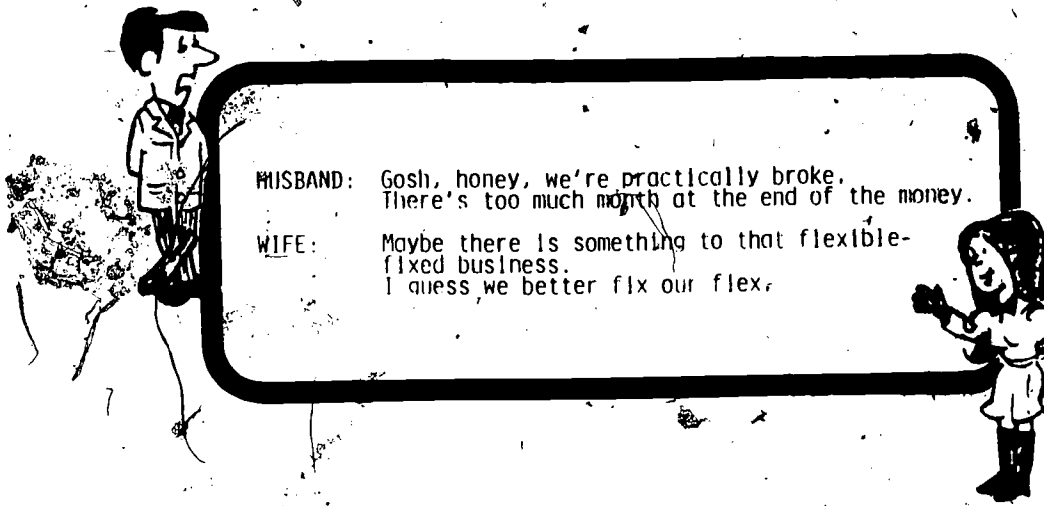 HUSBAND: Gosh, honey, we're practically broke.
There's too much month at the end of the money.
WIFE: Maybe there is something to that flexible-
fixed business.
I guess we better fix our flex.